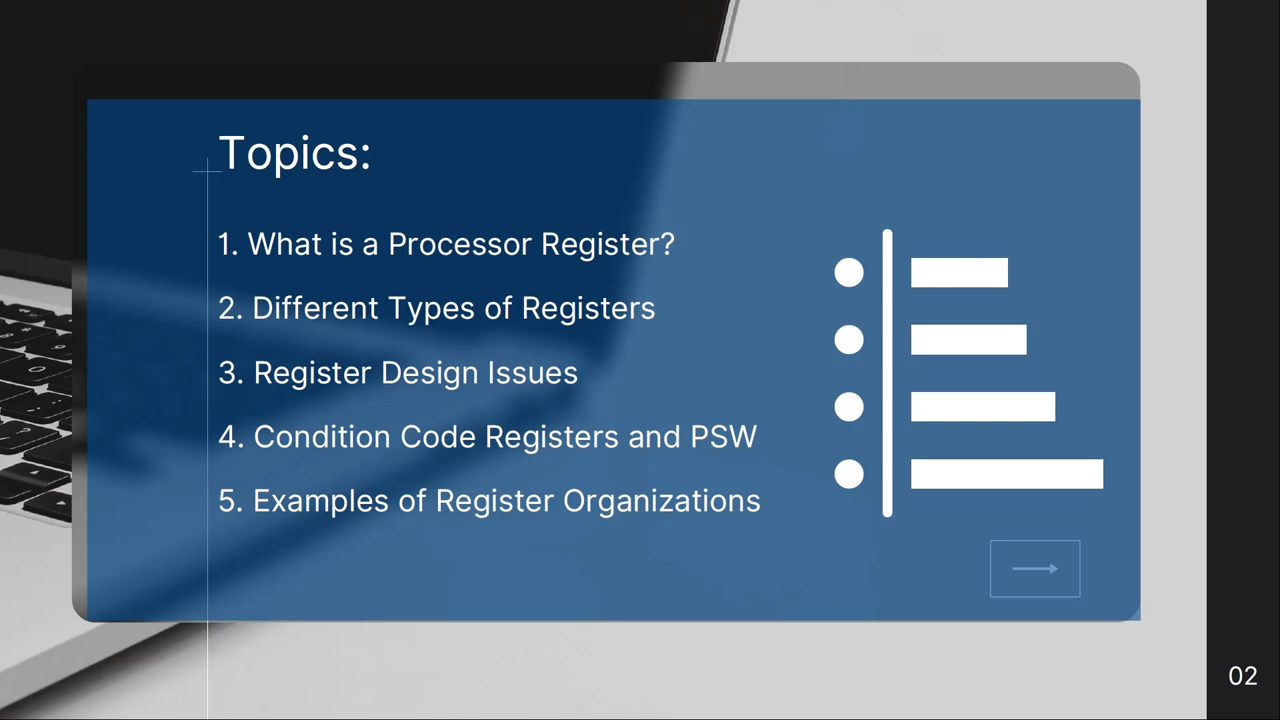 Topics:
1. What is a Processor Register?
2. Different Types of Registers
3. Register Design Issues
4. Condition Code Registers and PSW
5. Examples of Register Organizations
02